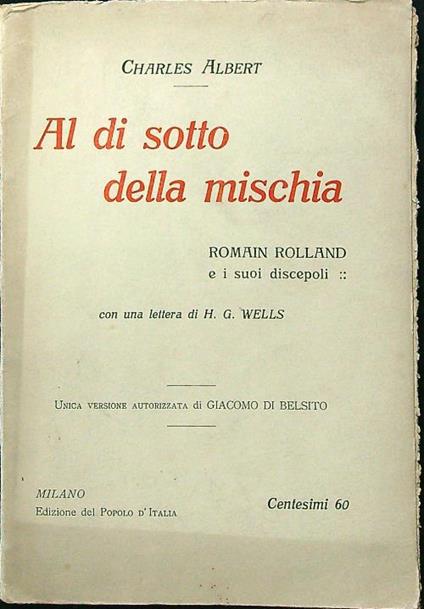 CHARLES ALBERT
Al di sotto
della mischia
ROMAIN ROLLAND
e i suoi discepoli ::
con una lettera di H. G. WELLS
UNICA VERSIONE AUTORIZZATA di GIACOMO DI BELSITO
MILANO
Edizione del POPOLO D'ITALIA
Centesimi 60